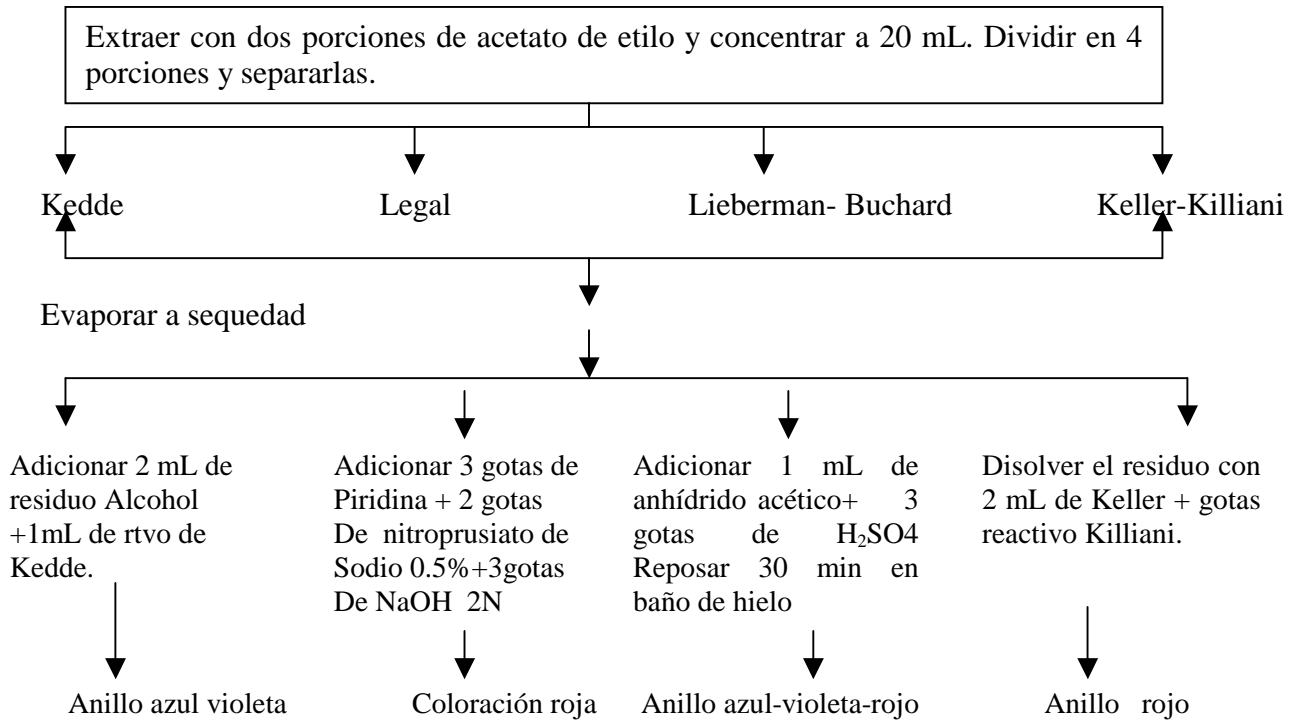 Extraer con dos porciones de acetato de etilo y concentrar a 20 mL. Dividir en 4
porciones y separarlas.
Kedde
Legal
Lieberman- Buchard
Keller-Killiani
Evaporar a sequedad
Adicionar 2 mL de
residuo Alcohol
+1mL de rtvo de
Kedde.
Adicionar 3 gotas de
Piridina + 2 gotas
De nitroprusiato de
Sodio 0.5%+3gotas
De NaOH 2N
Adicionar 1 mL de
anhídrido acético+ 3
gotas de H₂SO4
Reposar 30 min en
baño de hielo
Disolver el residuo con
2 mL de Keller + gotas
reactivo Killiani.
Anillo azul violeta
Coloración roja
Anillo azul-violeta-rojo
Anillo rojo